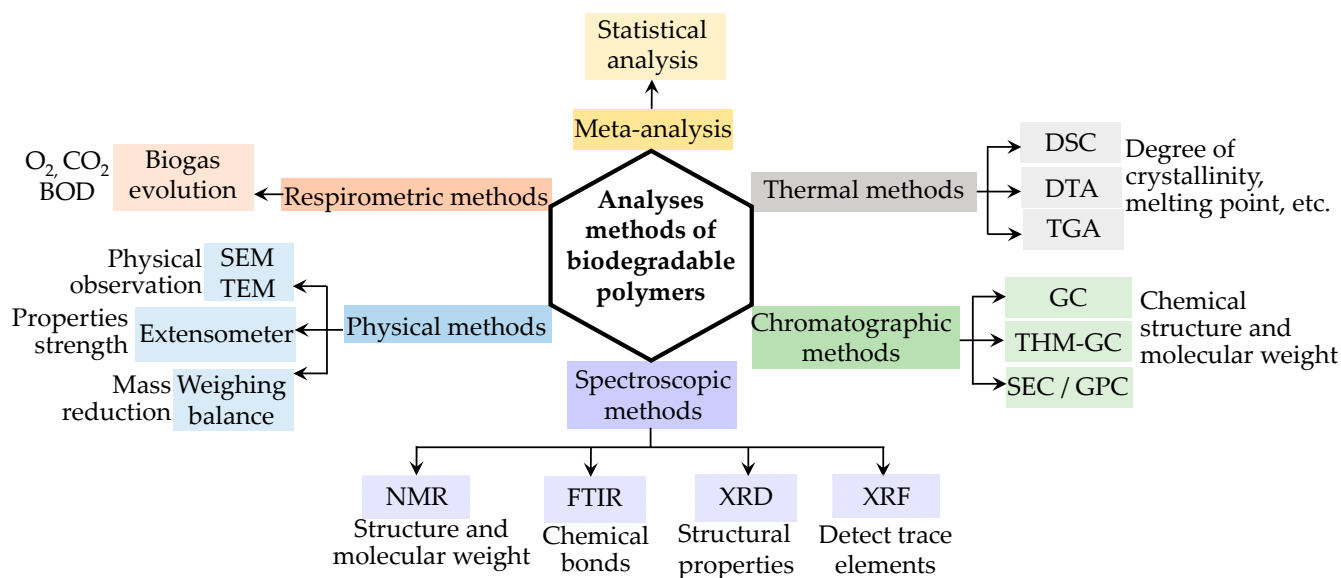 Statistical
analysis
Meta-analysis
Analyses
methods of
biodegradable
polymers
O₂, CO₂
BOD
Biogas
evolution
Respirometric methods
Physical
observation
SEM
TEM
Properties
strength
Extensometer
Physical methods
Mass
reduction
Weighing
balance
Thermal methods
DSC
DTA
TGA
Degree of
crystallinity,
melting point, etc.
Chromatographic
methods
GC
THM-GC
SEC / GPC
Chemical
structure and
molecular weight
Spectroscopic
methods
NMR
Structure and
molecular weight
FTIR
Chemical
bonds
XRD
Structural
properties
XRF
Detect trace
elements